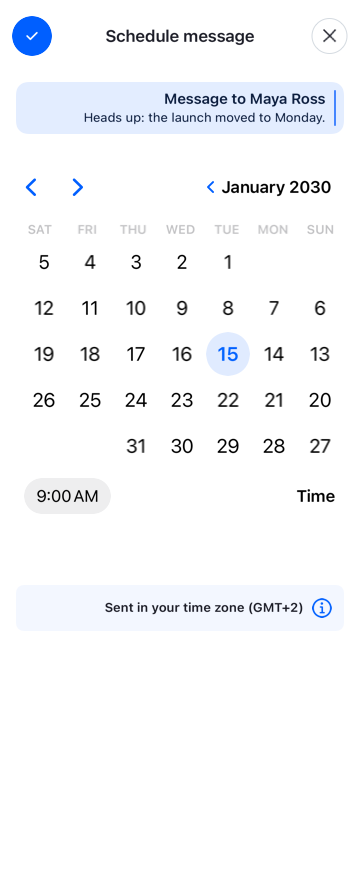 Schedule message
Message to Maya Ross
Heads up: the launch moved to Monday.
January 2030
SAT FRI THU WED TUE MON SUN
5 4 3 2 1
12 11 10 9 8 7 6
19 18 17 16 15 14 13
26 25 24 23 22 21 20
31 30 29 28 27
9:00 AM Time
Sent in your time zone (GMT+2)